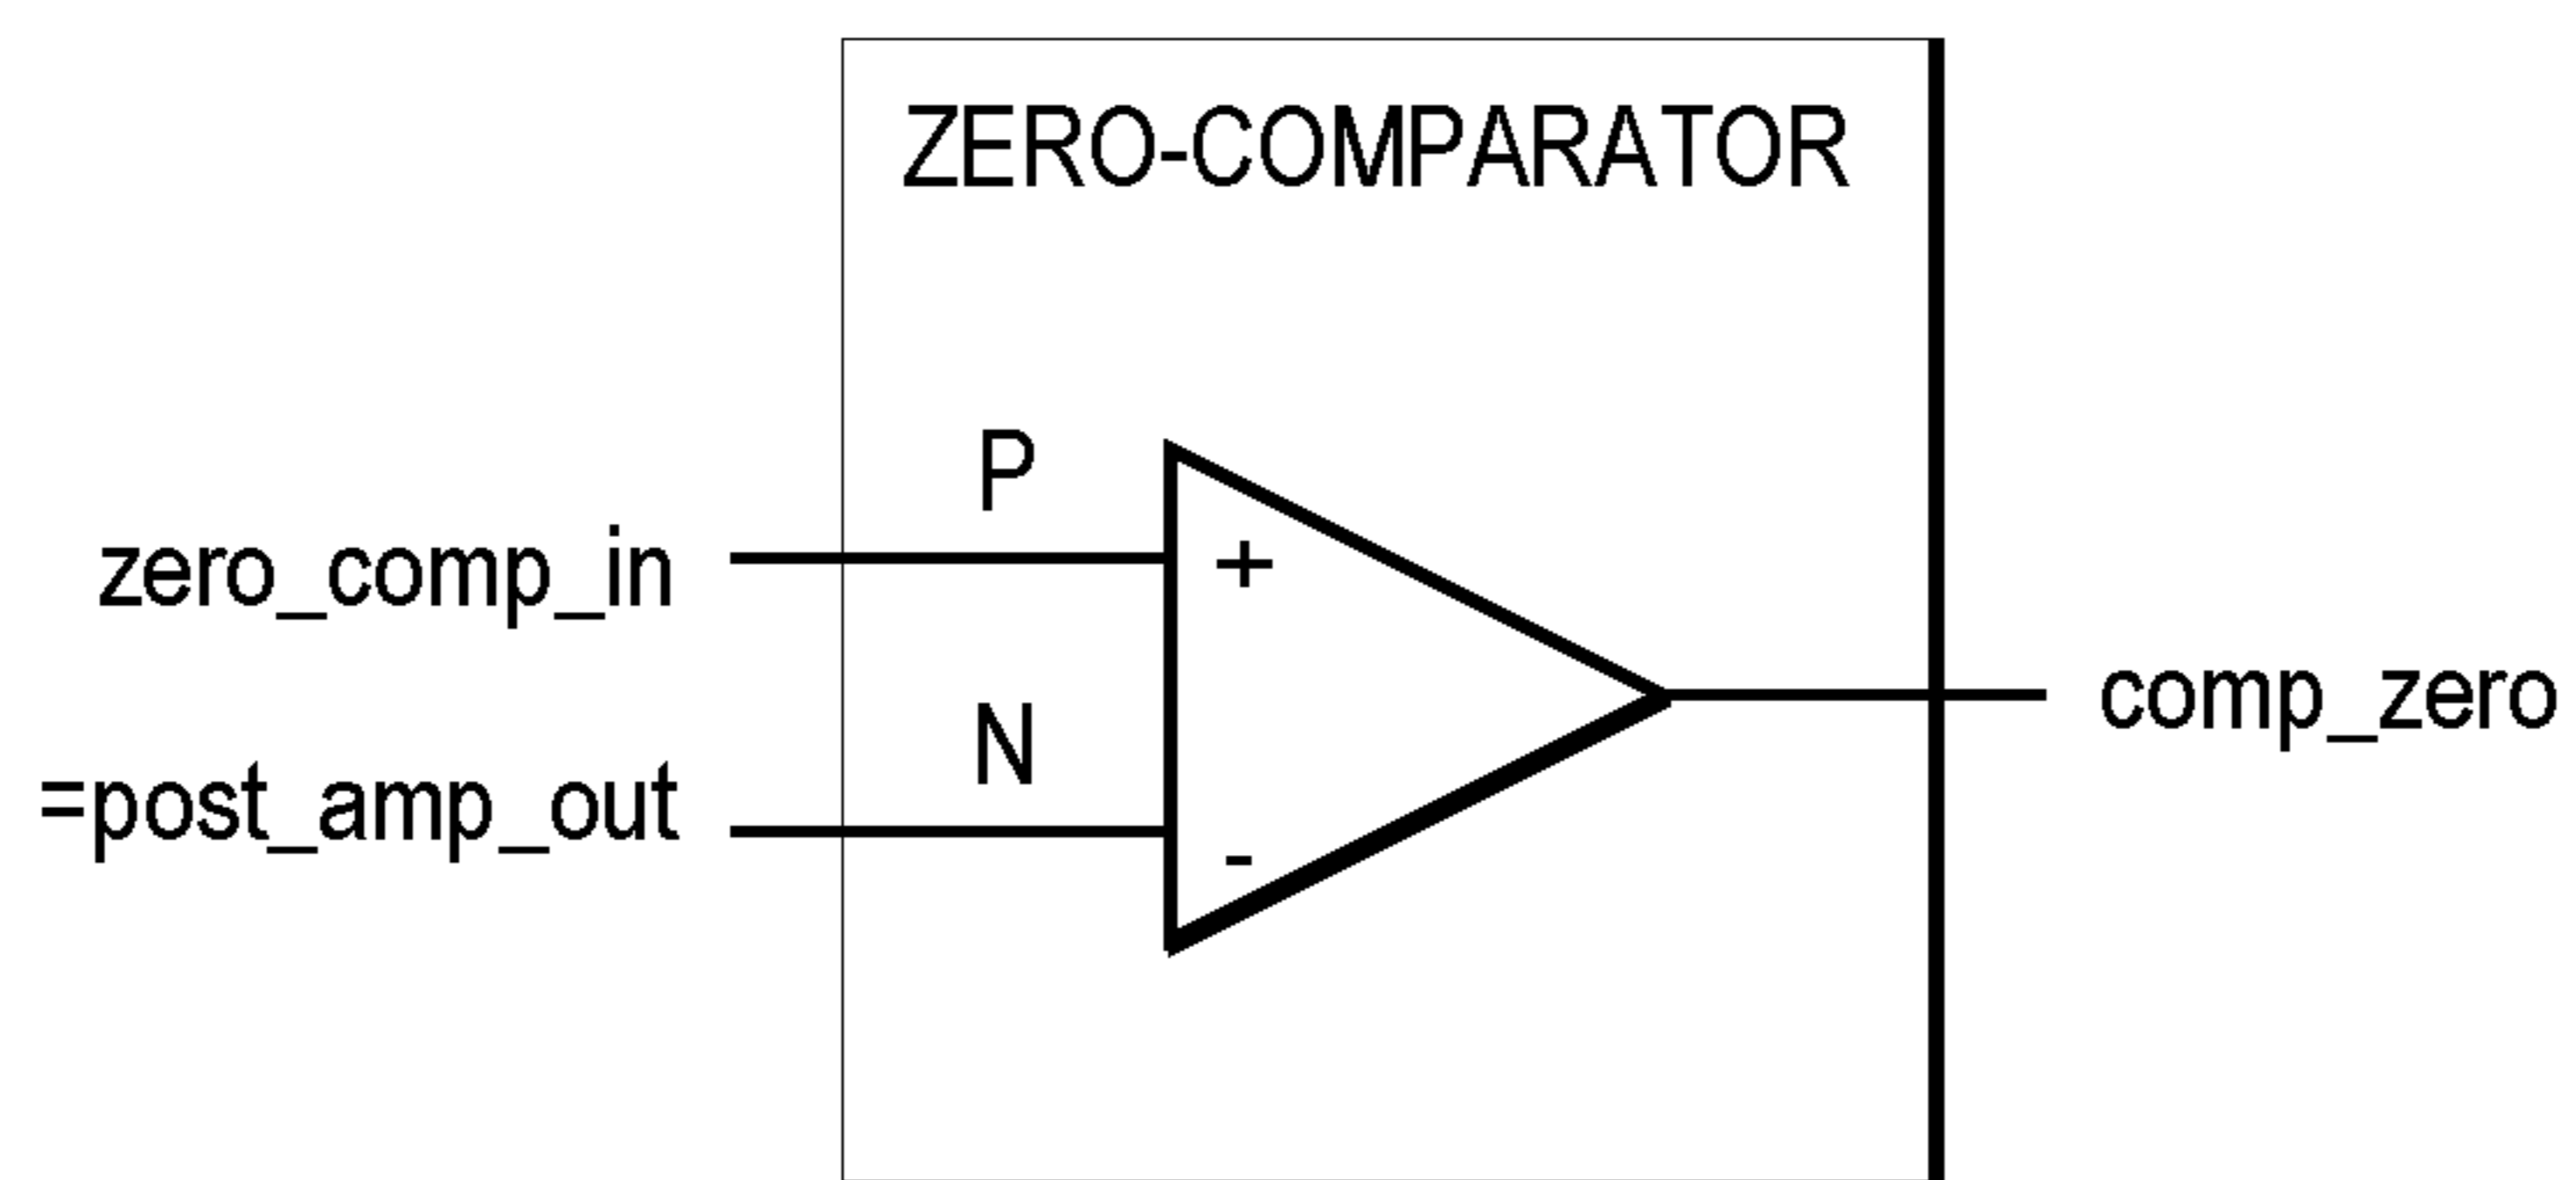 ZERO-COMPARATOR
P
zero_comp_in
+
N
comp_zero
=post_amp_out
-